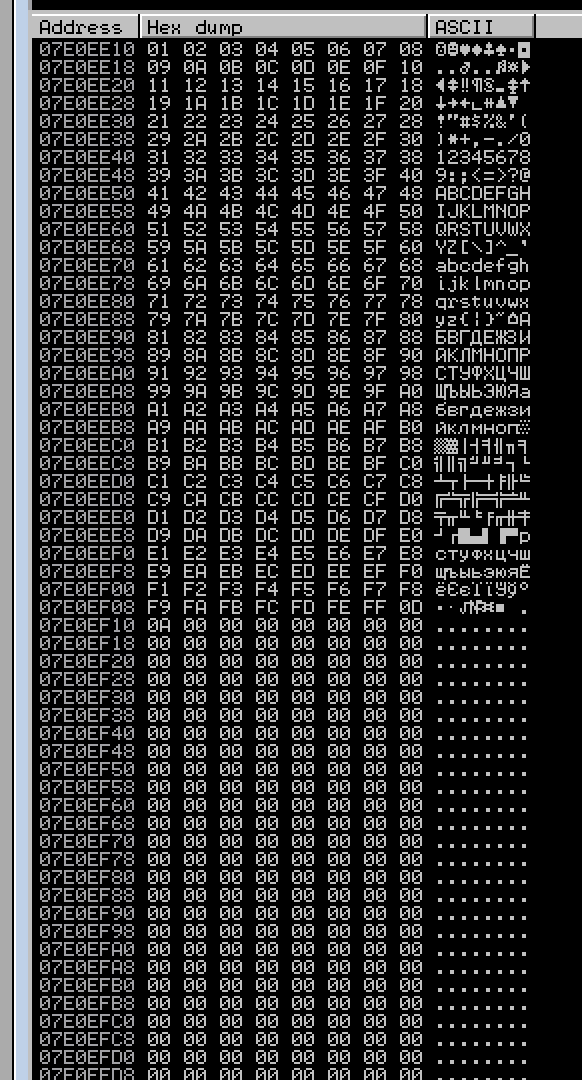 Address Hex dump ASCII
07E0EE10 01 02 03 04 05 06 07 08 ☺☻♥♦♣♠•◘
07E0EE18 09 0A 0B 0C 0D 0E 0F 10 ..♂..♫☼►
07E0EE20 11 12 13 14 15 16 17 18 ◄↕‼¶§▬↨↑
07E0EE28 19 1A 1B 1C 1D 1E 1F 20 ↓→←∟↔▲▼
07E0EE30 21 22 23 24 25 26 27 28 !"#$%&'(
07E0EE38 29 2A 2B 2C 2D 2E 2F 30 )*+,-./0
07E0EE40 31 32 33 34 35 36 37 38 12345678
07E0EE48 39 3A 3B 3C 3D 3E 3F 40 9:;<=>?@
07E0EE50 41 42 43 44 45 46 47 48 ABCDEFGH
07E0EE58 49 4A 4B 4C 4D 4E 4F 50 IJKLMNOP
07E0EE60 51 52 53 54 55 56 57 58 QRSTUVWX
07E0EE68 59 5A 5B 5C 5D 5E 5F 60 YZ[\]^_`
07E0EE70 61 62 63 64 65 66 67 68 abcdefgh
07E0EE78 69 6A 6B 6C 6D 6E 6F 70 ijklmnop
07E0EE80 71 72 73 74 75 76 77 78 qrstuvwx
07E0EE88 79 7A 7B 7C 7D 7E 7F 80 yz{¦}~⌂А
07E0EE90 81 82 83 84 85 86 87 88 БВГДЕЖЗИ
07E0EE98 89 8A 8B 8C 8D 8E 8F 90 ЙКЛМНОПР
07E0EEA0 91 92 93 94 95 96 97 98 СТУФХЦЧШ
07E0EEA8 99 9A 9B 9C 9D 9E 9F A0 ЩЪЫЬЭЮЯа
07E0EEB0 A1 A2 A3 A4 A5 A6 A7 A8 бвгдежзи
07E0EEB8 A9 AA AB AC AD AE AF B0 йклмноп░
07E0EEC0 B1 B2 B3 B4 B5 B6 B7 B8 ▒▓│┤╡╢╖╕
07E0EEC8 B9 BA BB BC BD BE BF C0 ╣║╗╝╜╛┐└
07E0EED0 C1 C2 C3 C4 C5 C6 C7 C8 ┴┬├─┼╞╟╚
07E0EED8 C9 CA CB CC CD CE CF D0 ╔╩╦╠═╬╧╨
07E0EEE0 D1 D2 D3 D4 D5 D6 D7 D8 ╤╥╙╘╒╓╫╪
07E0EEE8 D9 DA DB DC DD DE DF E0 ┘┌█▄▌▐▀р
07E0EEF0 E1 E2 E3 E4 E5 E6 E7 E8 стуфхцчш
07E0EEF8 E9 EA EB EC ED EE EF F0 щъыьэюяЁ
07E0EF00 F1 F2 F3 F4 F5 F6 F7 F8 ёЄєЇїЎў°
07E0EF08 F9 FA FB FC FD FE FF 0D ∙·√№¤■ .
07E0EF10 0A 00 00 00 00 00 00 00 ........
07E0EF18 00 00 00 00 00 00 00 00 ........
07E0EF20 00 00 00 00 00 00 00 00 ........
07E0EF28 00 00 00 00 00 00 00 00 ........
07E0EF30 00 00 00 00 00 00 00 00 ........
07E0EF38 00 00 00 00 00 00 00 00 ........
07E0EF40 00 00 00 00 00 00 00 00 ........
07E0EF48 00 00 00 00 00 00 00 00 ........
07E0EF50 00 00 00 00 00 00 00 00 ........
07E0EF58 00 00 00 00 00 00 00 00 ........
07E0EF60 00 00 00 00 00 00 00 00 ........
07E0EF68 00 00 00 00 00 00 00 00 ........
07E0EF70 00 00 00 00 00 00 00 00 ........
07E0EF78 00 00 00 00 00 00 00 00 ........
07E0EF80 00 00 00 00 00 00 00 00 ........
07E0EF88 00 00 00 00 00 00 00 00 ........
07E0EF90 00 00 00 00 00 00 00 00 ........
07E0EF98 00 00 00 00 00 00 00 00 ........
07E0EFA0 00 00 00 00 00 00 00 00 ........
07E0EFA8 00 00 00 00 00 00 00 00 ........
07E0EFB0 00 00 00 00 00 00 00 00 ........
07E0EFB8 00 00 00 00 00 00 00 00 ........
07E0EFC0 00 00 00 00 00 00 00 00 ........
07E0EFC8 00 00 00 00 00 00 00 00 ........
07E0EFD0 00 00 00 00 00 00 00 00 ........
07E0EFD8 00 00 00 00 00 00 00 00